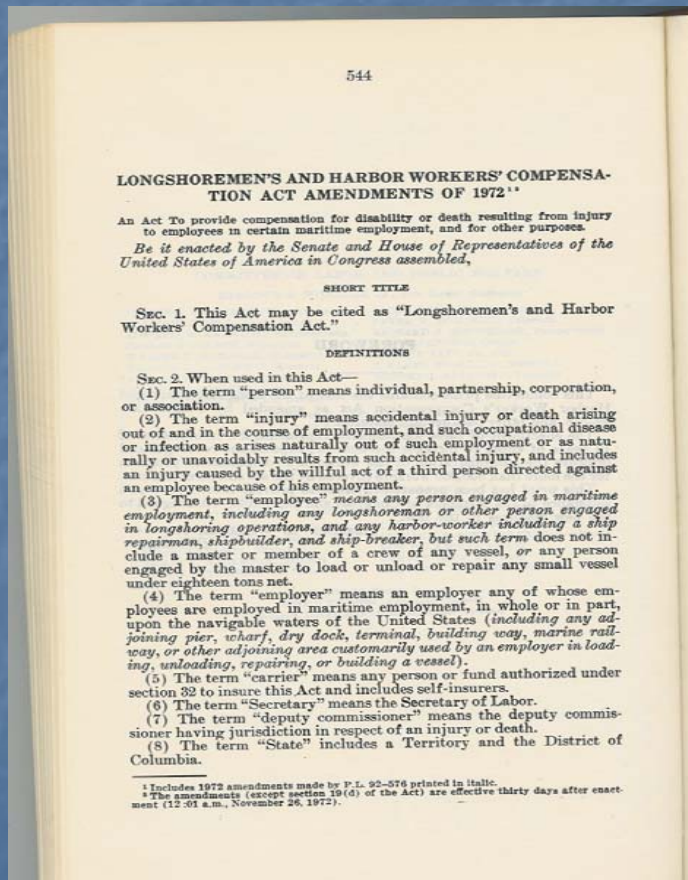 544
LONGSHOREMEN'S AND HARBOR WORKERS' COMPENSA-
TION ACT AMENDMENTS OF 1972¹ ²
An Act To provide compensation for disability or death resulting from injury
to employees in certain maritime employment, and for other purposes.
Be it enacted by the Senate and House of Representatives of the
United States of America in Congress assembled,
SHORT TITLE
SEC. 1. This Act may be cited as "Longshoremen's and Harbor
Workers' Compensation Act."
DEFINITIONS
SEC. 2. When used in this Act—
(1) The term "person" means individual, partnership, corporation,
or association.
(2) The term "injury" means accidental injury or death arising
out of and in the course of employment, and such occupational disease
or infection as arises naturally out of such employment or as natu-
rally or unavoidably results from such accidental injury, and includes
an injury caused by the willful act of a third person directed against
an employee because of his employment.
(3) The term "employee" means any person engaged in maritime
employment, including any longshoreman or other person engaged
in longshoring operations, and any harbor-worker including a ship
repairman, shipbuilder, and ship-breaker, but such term does not in-
clude a master or member of a crew of any vessel, or any person
engaged by the master to load or unload or repair any small vessel
under eighteen tons net.
(4) The term "employer" means an employer any of whose em-
ployees are employed in maritime employment, in whole or in part,
upon the navigable waters of the United States (including any ad-
joining pier, wharf, dry dock, terminal, building way, marine rail-
way, or other adjoining area customarily used by an employer in load-
ing, unloading, repairing, or building a vessel).
(5) The term "carrier" means any person or fund authorized under
section 32 to insure this Act and includes self-insurers.
(6) The term "Secretary" means the Secretary of Labor.
(7) The term "deputy commissioner" means the deputy commis-
sioner having jurisdiction in respect of an injury or death.
(8) The term "State" includes a Territory and the District of
Columbia.
¹ Includes 1972 amendments made by P.L. 92–576 printed in italic.
² The amendments (except section 19(d) of the Act) are effective thirty days after enact-
ment (12:01 a.m., November 26, 1972).